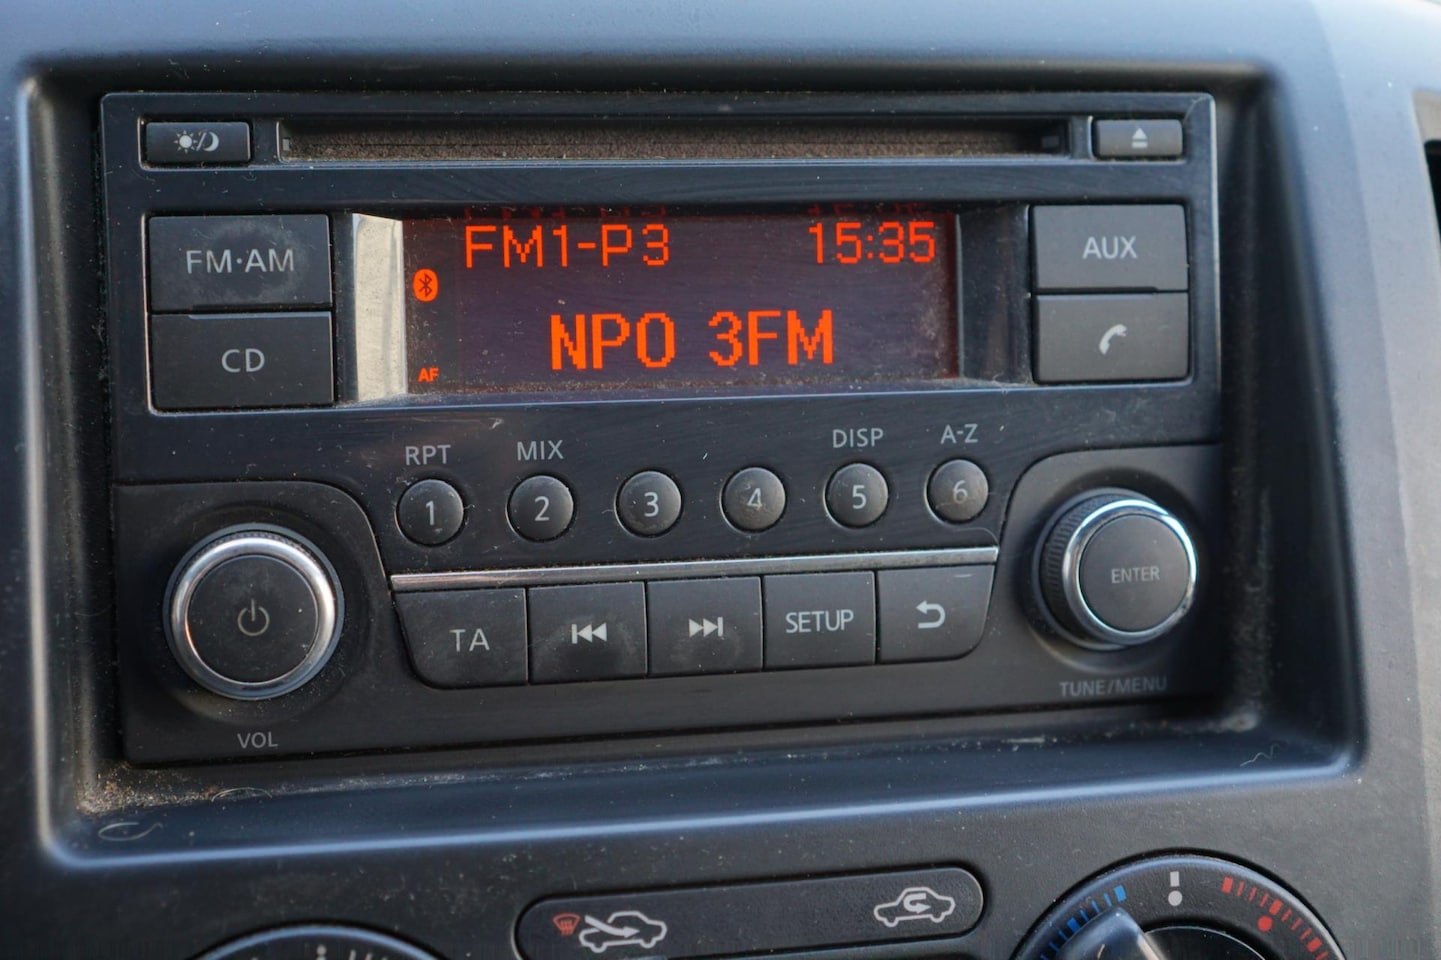 FM1-P3 15:35
AF
NPO 3FM
FM·AM
CD
AUX
RPT MIX DISP A-Z
1 2 3 4 5 6
TA SETUP
ENTER
VOL
TUNE/MENU